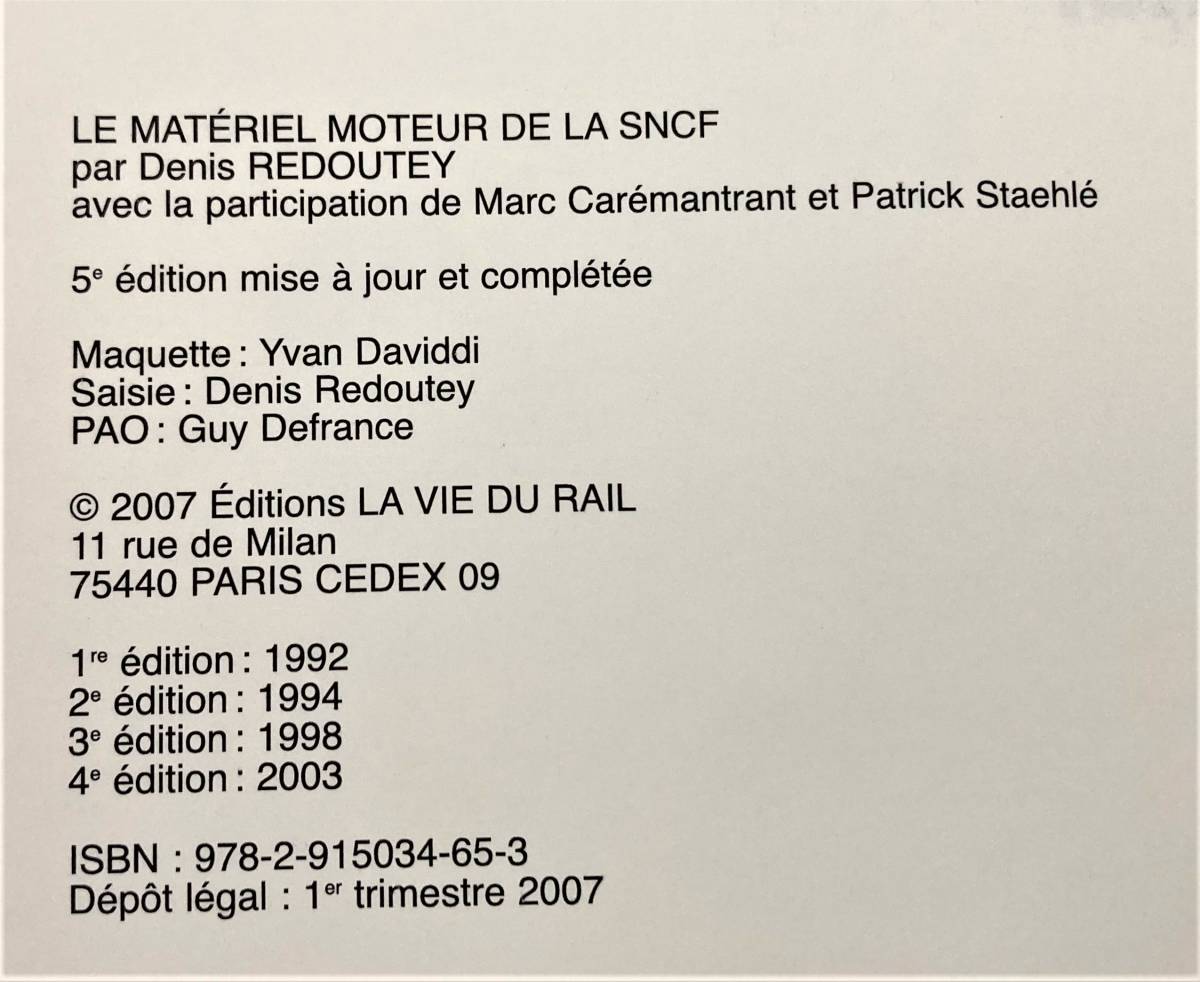 LE MATÉRIEL MOTEUR DE LA SNCF
par Denis REDOUTEY
avec la participation de Marc Carémantrant et Patrick Staehlé
5e édition mise à jour et complétée
Maquette : Yvan Daviddi
Saisie : Denis Redoutey
PAO : Guy Defrance
© 2007 Éditions LA VIE DU RAIL
11 rue de Milan
75440 PARIS CEDEX 09
1re édition : 1992
2e édition : 1994
3e édition : 1998
4e édition : 2003
ISBN : 978-2-915034-65-3
Dépôt légal : 1er trimestre 2007